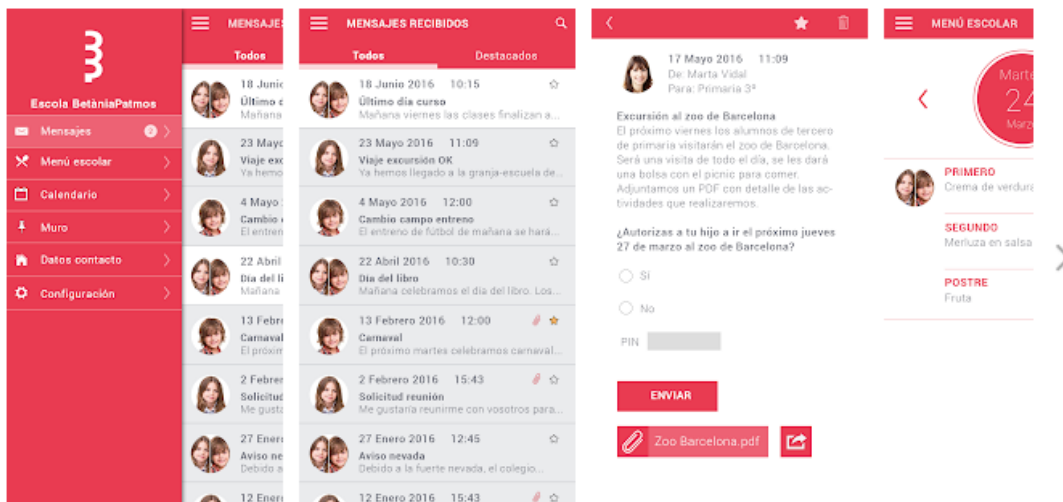 Escola BetàniaPatmos
Mensajes 2
Menú escolar
Calendario
Muro
Datos contacto
Configuración
MENSAJE
Todos
18 Junio
Último d
Mañana
23 Mayo
Viaje exc
Ya hemos
4 Mayo
Cambio
El entren
22 Abril
Día del li
Mañana
13 Febre
Carnaval
El próxim
2 Febrer
Solicitud
Me gusta
27 Enero
Aviso ne
Debido a
12 Enero
MENSAJES RECIBIDOS
Todos Destacados
18 Junio 2016 10:15
Último día curso
Mañana viernes las clases finalizan a...
23 Mayo 2016 11:09
Viaje excursión OK
Ya hemos llegado a la granja-escuela de...
4 Mayo 2016 12:00
Cambio campo entreno
El entreno de fútbol de mañana se hará...
22 Abril 2016 10:30
Día del libro
Mañana celebramos el día del libro. Los...
13 Febrero 2016 12:00
Carnaval
El próximo martes celebramos carnaval...
2 Febrero 2016 15:43
Solicitud reunión
Me gustaría reunirme con vosotros para...
27 Enero 2016 12:45
Aviso nevada
Debido a la fuerte nevada, el colegio...
12 Enero 2016 15:43
17 Mayo 2016 11:09
De: Marta Vidal
Para: Primaria 3º
Excursión al zoo de Barcelona
El próximo viernes los alumnos de tercero
de primaria visitarán el zoo de Barcelona.
Será una visita de todo el día, se les dará
una bolsa con el picnic para comer.
Adjuntamos un PDF con detalle de las ac-
tividades que realizaremos.
¿Autorizas a tu hijo a ir el próximo jueves
27 de marzo al zoo de Barcelona?
Sí
No
PIN
ENVIAR
Zoo Barcelona.pdf
MENÚ ESCOLAR
Marte
24
Marz
PRIMERO
Crema de verdura
SEGUNDO
Merluza en salsa
POSTRE
Fruta